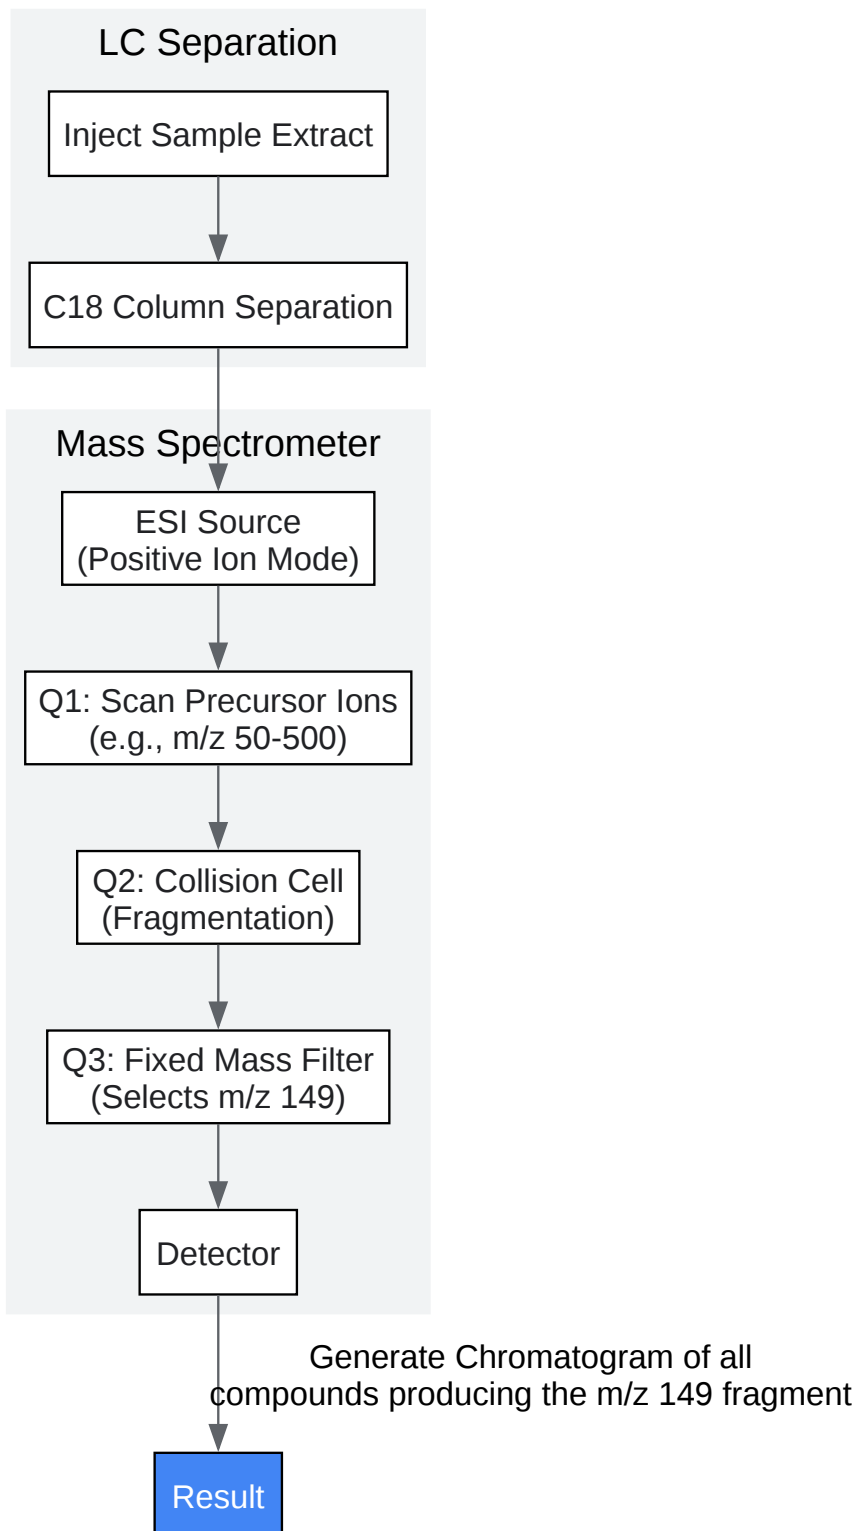 LC Separation
Inject Sample Extract
C18 Column Separation
Mass Spectrometer
ESI Source
(Positive Ion Mode)
Q1: Scan Precursor Ions
(e.g., m/z 50-500)
Q2: Collision Cell
(Fragmentation)
Q3: Fixed Mass Filter
(Selects m/z 149)
Detector
Generate Chromatogram of all
compounds producing the m/z 149 fragment
Result